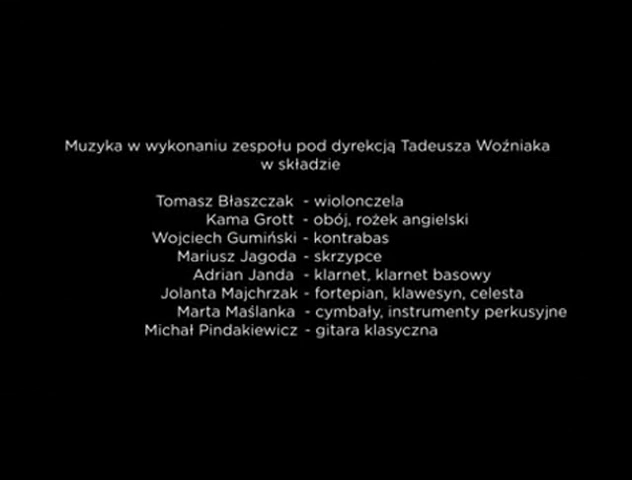 Muzyka w wykonaniu zespołu pod dyrekcją Tadeusza Woźniaka
w składzie
Tomasz Błaszczak - wiolonczela
Kama Grott - obój, rożek angielski
Wojciech Gumiński - kontrabas
Mariusz Jagoda - skrzypce
Adrian Janda - klarnet, klarnet basowy
Jolanta Majchrzak - fortepian, klawesyn, celesta
Marta Maślanka - cymbały, instrumenty perkusyjne
Michał Pindakiewicz - gitara klasyczna